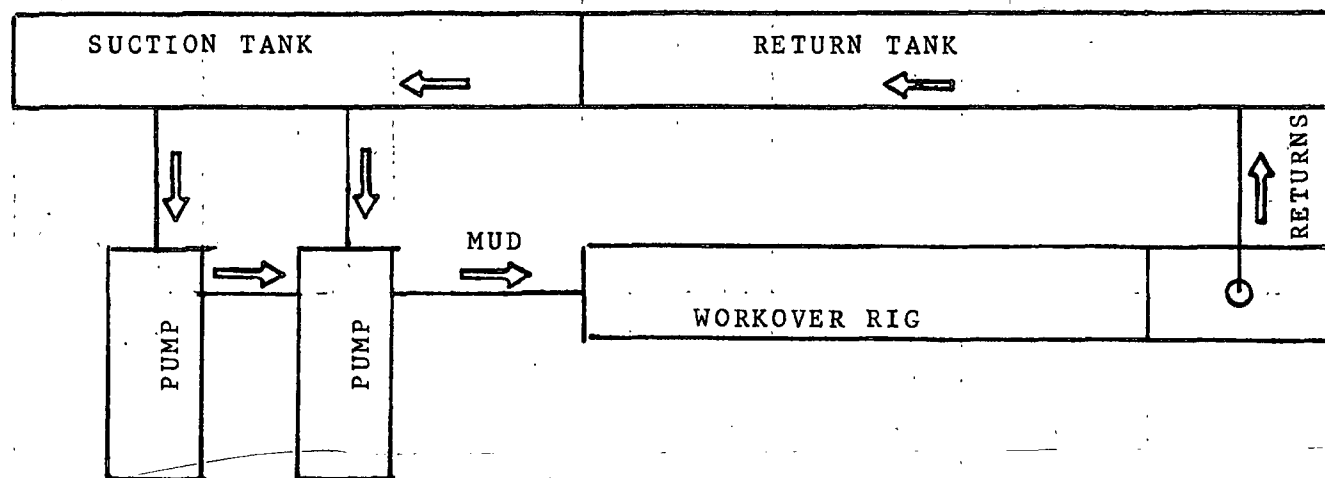 SUCTION TANK
RETURN TANK
RETURNS
MUD
PUMP
PUMP
WORKOVER RIG